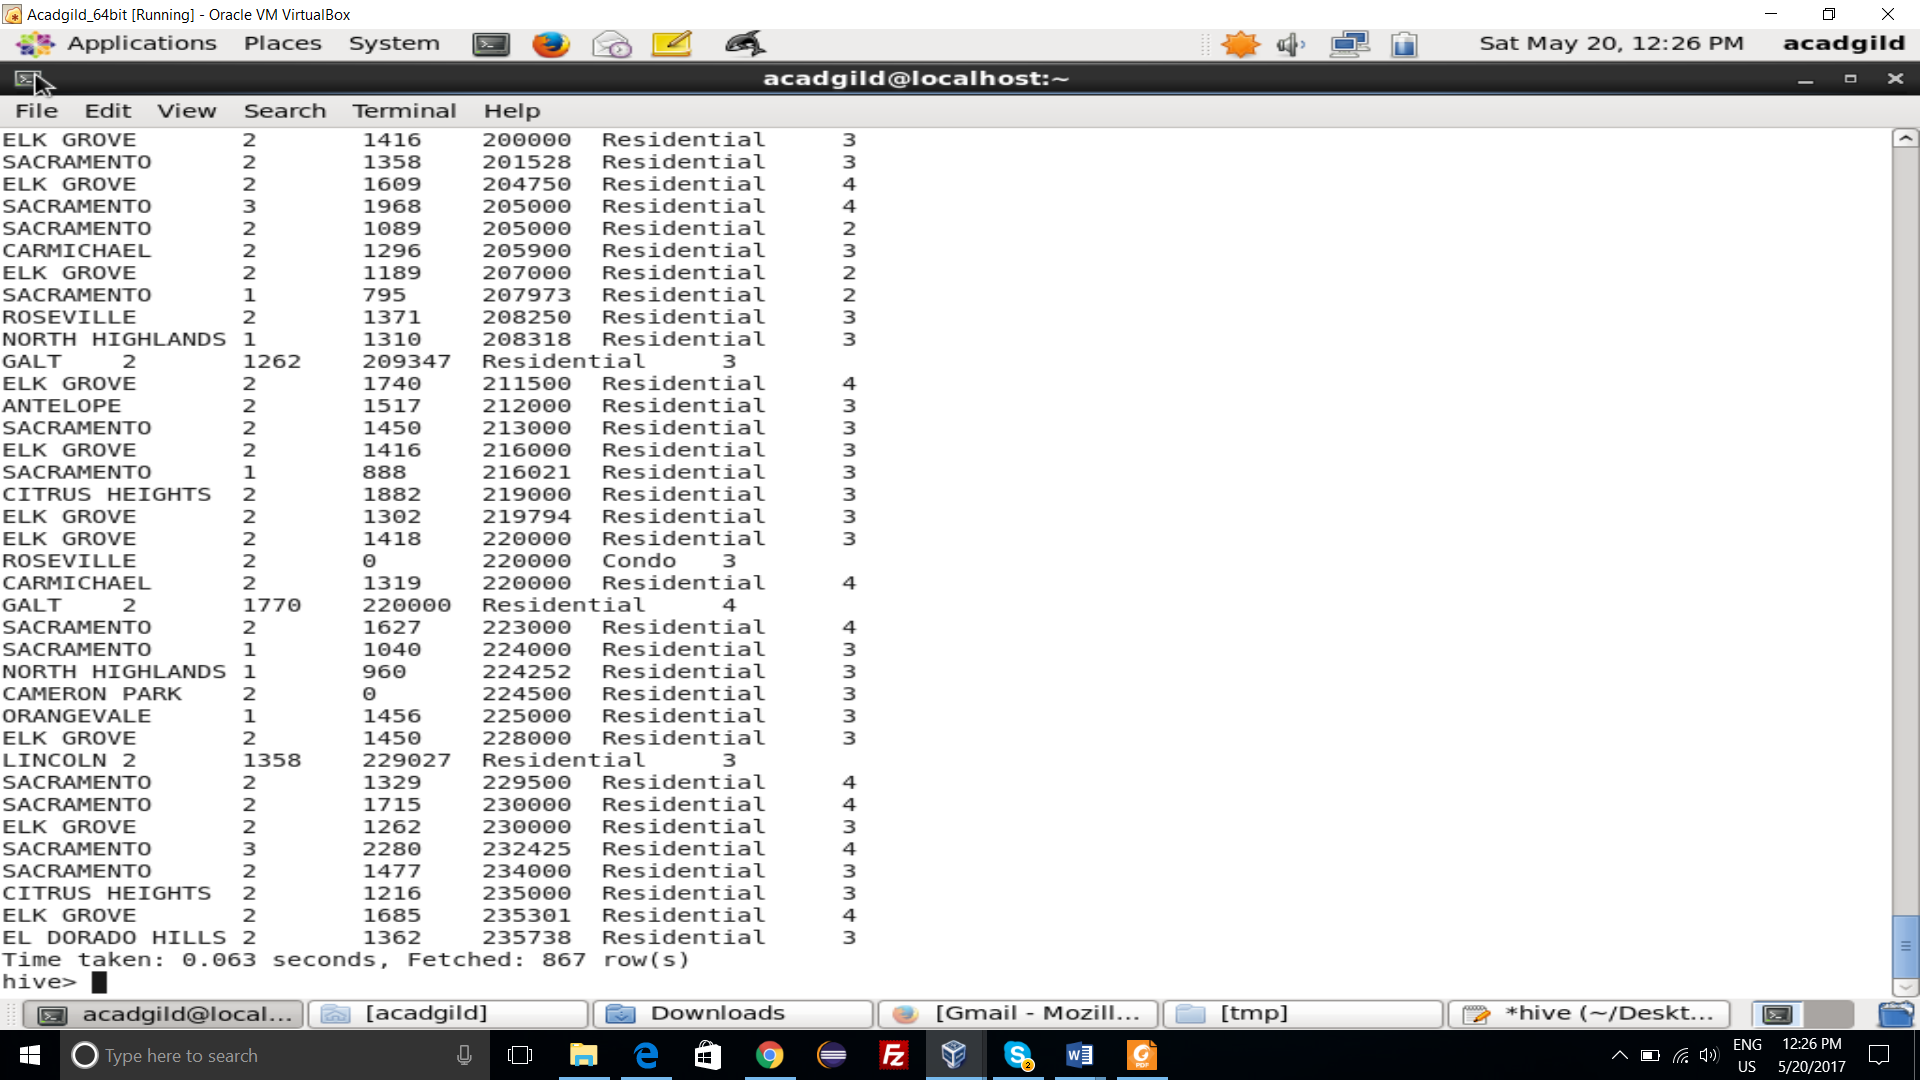 Acadgild_64bit [Running] - Oracle VM VirtualBox
Applications Places System Sat May 20, 12:26 PM acadgild
acadgild@localhost:~
File Edit View Search Terminal Help
ELK GROVE 2 1416 200000 Residential 3
SACRAMENTO 2 1358 201528 Residential 3
ELK GROVE 2 1609 204750 Residential 4
SACRAMENTO 3 1968 205000 Residential 4
SACRAMENTO 2 1089 205000 Residential 2
CARMICHAEL 2 1296 205900 Residential 3
ELK GROVE 2 1189 207000 Residential 2
SACRAMENTO 1 795 207973 Residential 2
ROSEVILLE 2 1371 208250 Residential 3
NORTH HIGHLANDS 1 1310 208318 Residential 3
GALT 2 1262 209347 Residential 3
ELK GROVE 2 1740 211500 Residential 4
ANTELOPE 2 1517 212000 Residential 3
SACRAMENTO 2 1450 213000 Residential 3
ELK GROVE 2 1416 216000 Residential 3
SACRAMENTO 1 888 216021 Residential 3
CITRUS HEIGHTS 2 1882 219000 Residential 3
ELK GROVE 2 1302 219794 Residential 3
ELK GROVE 2 1418 220000 Residential 3
ROSEVILLE 2 0 220000 Condo 3
CARMICHAEL 2 1319 220000 Residential 4
GALT 2 1770 220000 Residential 4
SACRAMENTO 2 1627 223000 Residential 4
SACRAMENTO 1 1040 224000 Residential 3
NORTH HIGHLANDS 1 960 224252 Residential 3
CAMERON PARK 2 0 224500 Residential 3
ORANGEVALE 1 1456 225000 Residential 3
ELK GROVE 2 1450 228000 Residential 3
LINCOLN 2 1358 229027 Residential 3
SACRAMENTO 2 1329 229500 Residential 4
SACRAMENTO 2 1715 230000 Residential 4
ELK GROVE 2 1262 230000 Residential 3
SACRAMENTO 3 2280 232425 Residential 4
SACRAMENTO 2 1477 234000 Residential 3
CITRUS HEIGHTS 2 1216 235000 Residential 3
ELK GROVE 2 1685 235301 Residential 4
EL DORADO HILLS 2 1362 235738 Residential 3
Time taken: 0.063 seconds, Fetched: 867 row(s)
hive>
acadgild@local... [acadgild] Downloads [Gmail - Mozill... [tmp] *hive (~/Deskt...
Type here to search
ENG 12:26 PM
US 5/20/2017